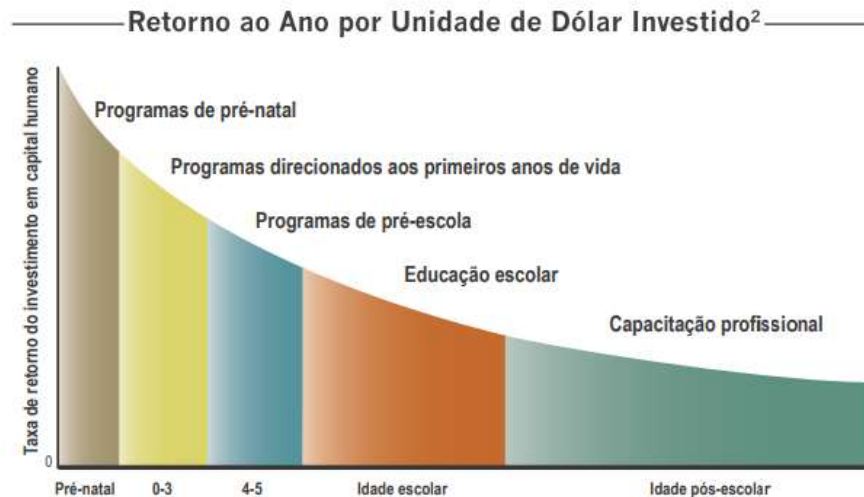 Retorno ao Ano por Unidade de Dólar Investido²
Taxa de retorno do investimento em capital humano
Programas de pré-natal
Programas direcionados aos primeiros anos de vida
Programas de pré-escola
Educação escolar
Capacitação profissional
0
Pré-natal
0-3
4-5
Idade escolar
Idade pós-escolar